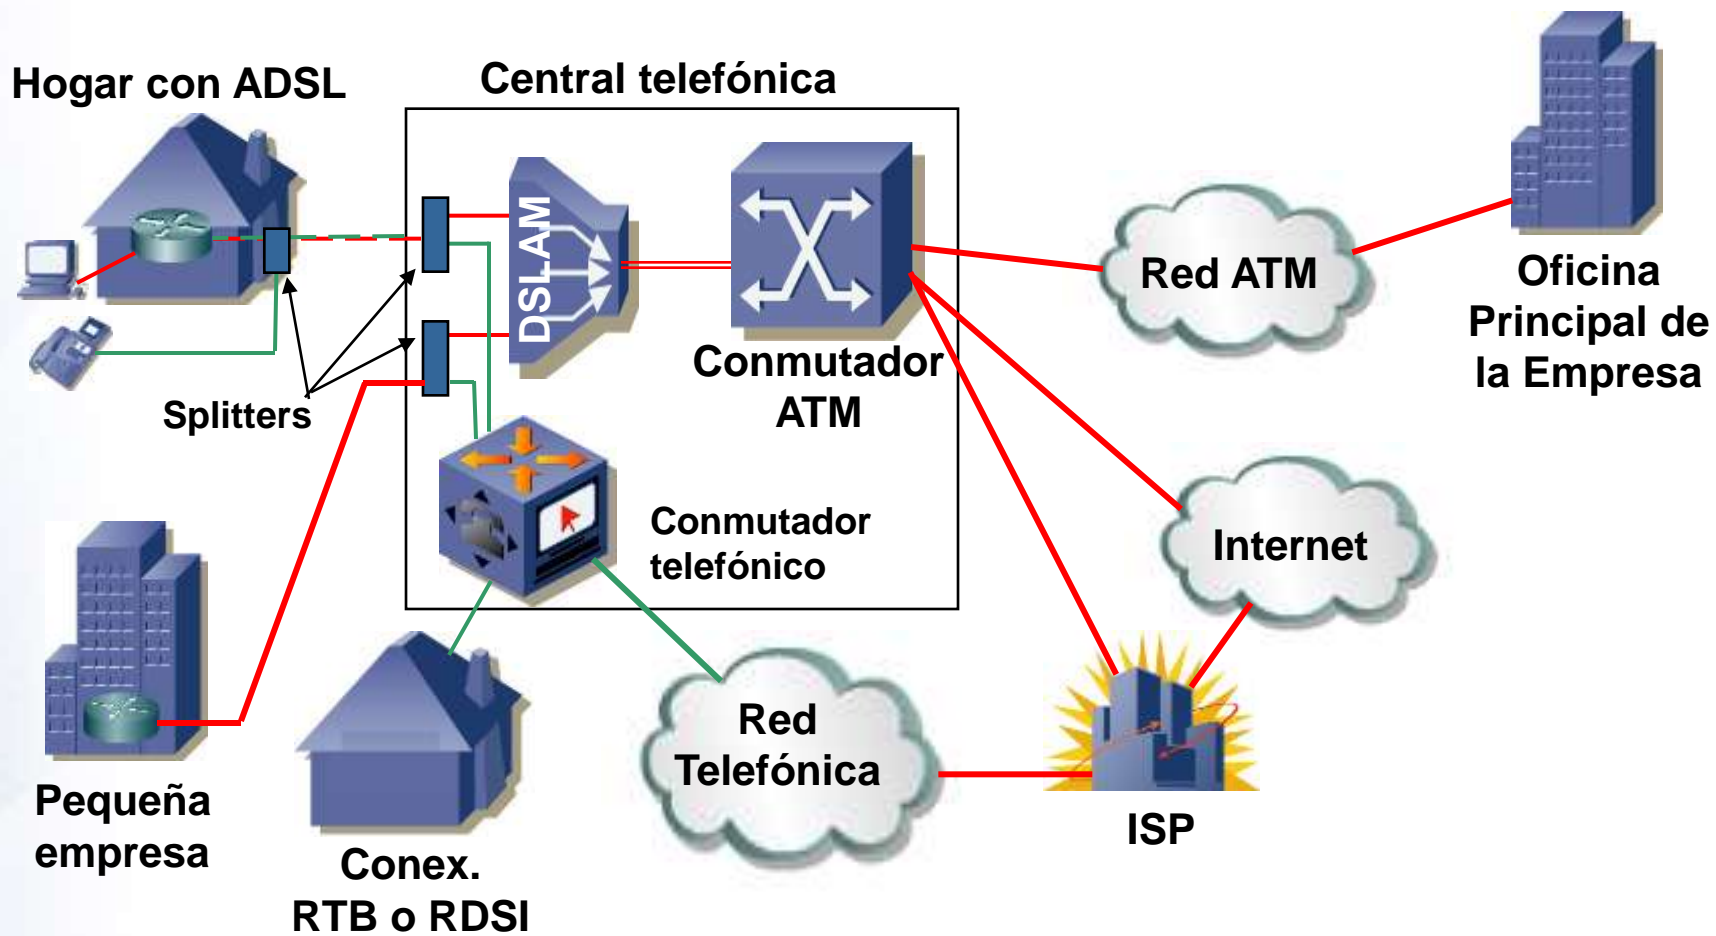 Hogar con ADSL
Central telefónica
DSLAM
Conmutador
ATM
Red ATM
Oficina
Principal de
la Empresa
Splitters
Conmutador
telefónico
Internet
Pequeña
empresa
Conex.
RTB o RDSI
Red
Telefónica
ISP